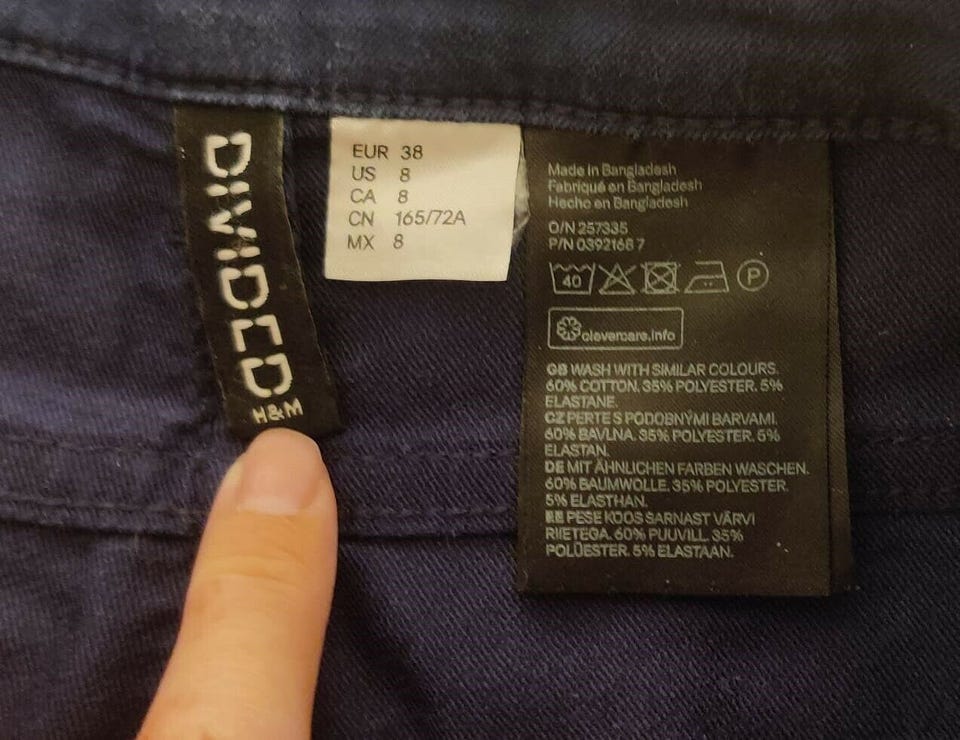 DIVIDED
H&M
EUR 38
US 8
CA 8
CN 165/72A
MX 8
Made in Bangladesh
Fabriqué en Bangladesh
Hecho en Bangladesh
O/N 257335
P/N 0392168 7
40
P
clevercare.info
GB WASH WITH SIMILAR COLOURS.
60% COTTON. 35% POLYESTER. 5%
ELASTANE.
CZ PERTE S PODOBNÝMI BARVAMI.
60% BAVLNA. 35% POLYESTER. 5%
ELASTAN.
DE MIT ÄHNLICHEN FARBEN WASCHEN.
60% BAUMWOLLE. 35% POLYESTER.
5% ELASTHAN.
EE PESE KOOS SARNAST VÄRVI
RIIETEGA. 60% PUUVILL. 35%
POLÜESTER. 5% ELASTAAN.